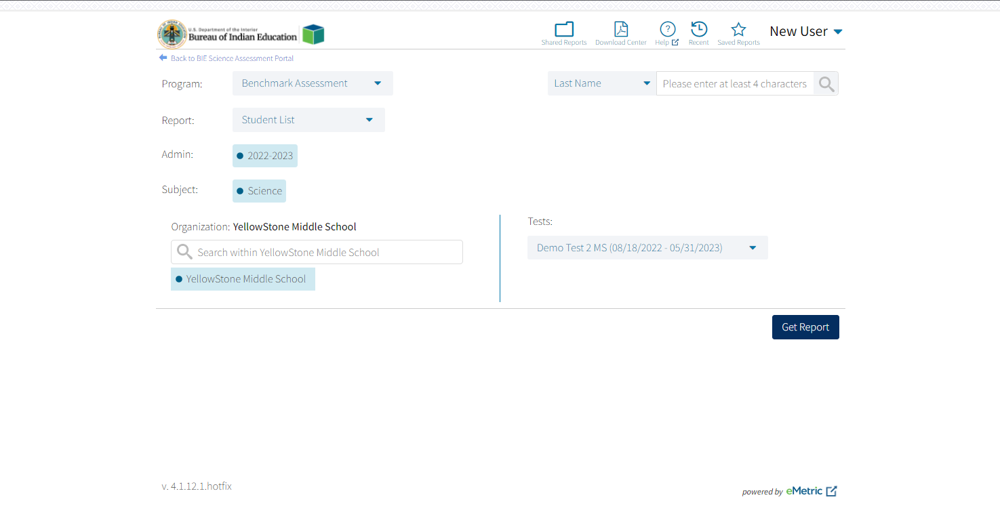 U.S. Department of the Interior
Bureau of Indian Education
Shared Reports
Download Center
Help
Recent
Saved Reports
New User
Back to BIE Science Assessment Portal
Program: Benchmark Assessment
Last Name Please enter at least 4 characters
Report: Student List
Admin: 2022-2023
Subject: Science
Organization: YellowStone Middle School
Search within YellowStone Middle School
YellowStone Middle School
Tests:
Demo Test 2 MS (08/18/2022 - 05/31/2023)
Get Report
v. 4.1.12.1.hotfix
powered by eMetric